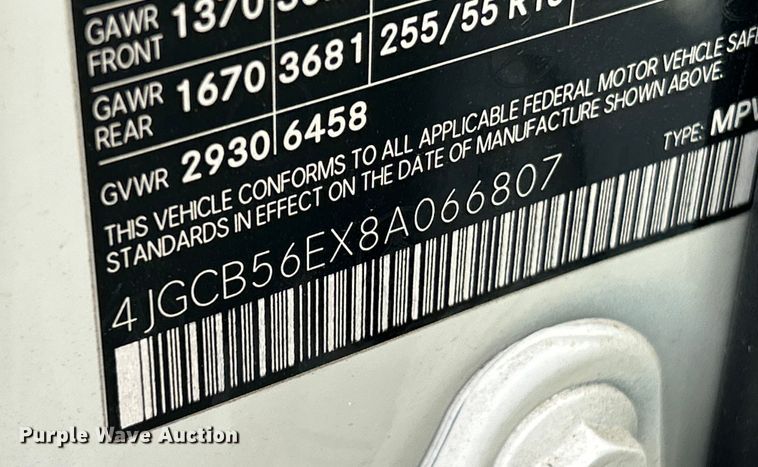 GAWR
FRONT 1370
GAWR
REAR 1670 3681 255/55
GVWR 2930 6458
THIS VEHICLE CONFORMS TO ALL APPLICABLE FEDERAL MOTOR VEHICLE SAFE
STANDARDS IN EFFECT ON THE DATE OF MANUFACTURE SHOWN ABOVE.
TYPE: MPV
4JGCB56EX8A066807
Purple Wave Auction